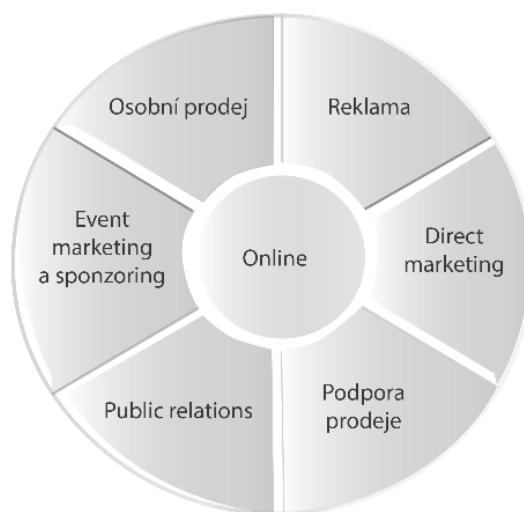 Osobní prodej
Reklama
Event
marketing
a sponzoring
Online
Direct
marketing
Public relations
Podpora
prodeje